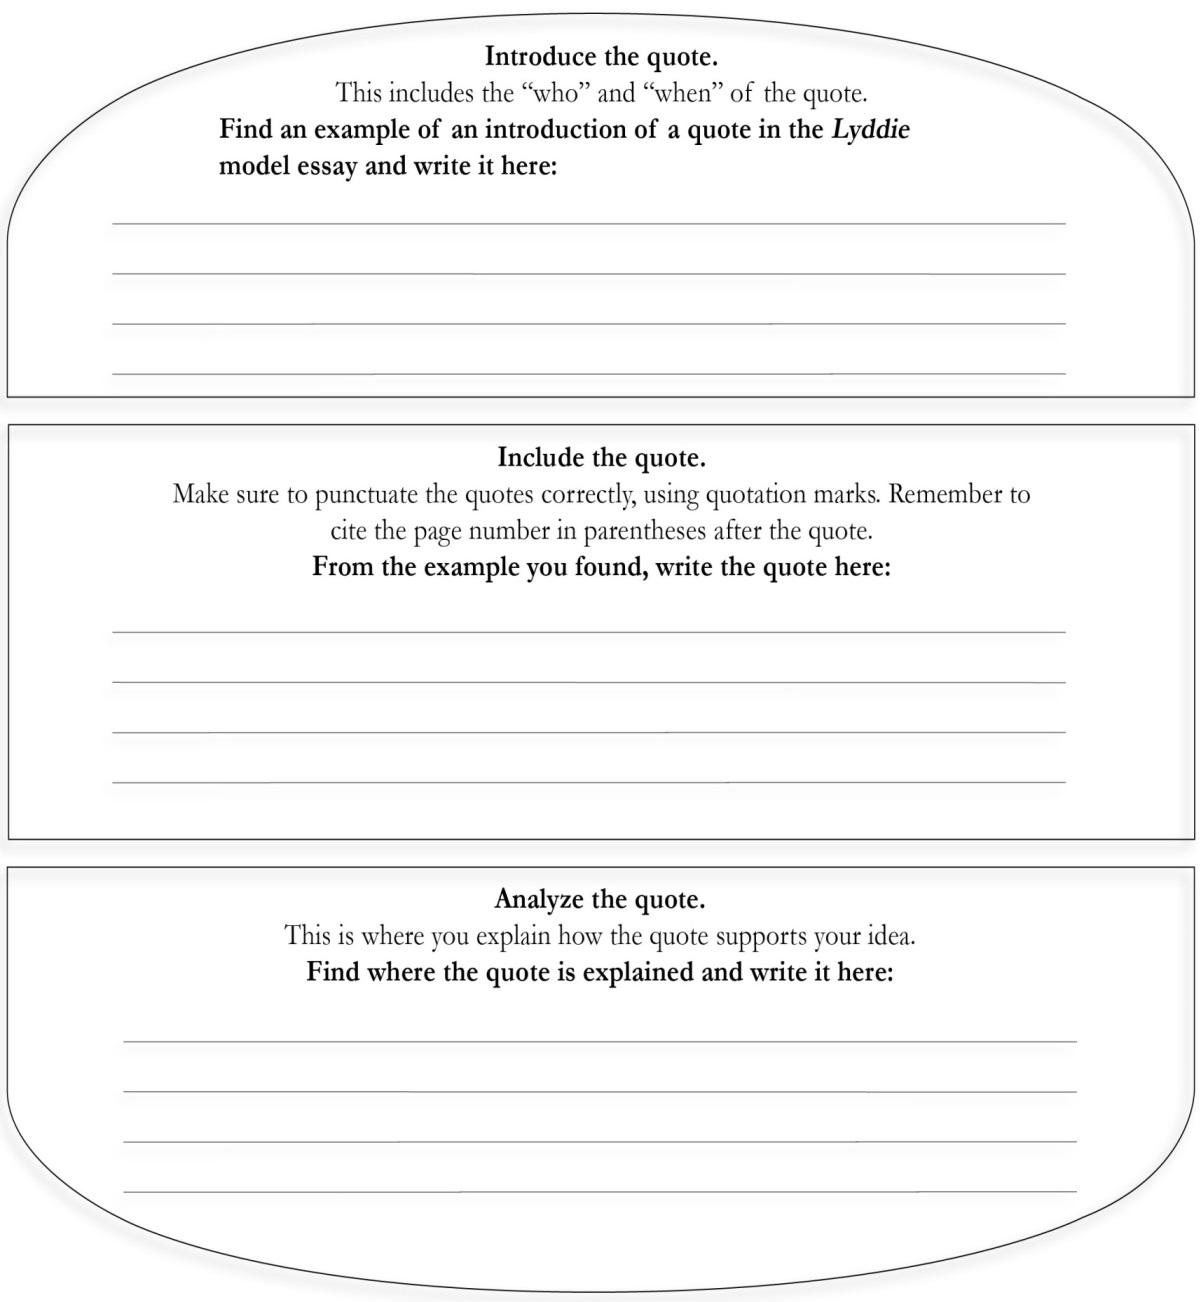 Introduce the quote.
This includes the “who” and “when” of the quote.
Find an example of an introduction of a quote in the Lyddie
model essay and write it here:
Include the quote.
Make sure to punctuate the quotes correctly, using quotation marks. Remember to
cite the page number in parentheses after the quote.
From the example you found, write the quote here:
Analyze the quote.
This is where you explain how the quote supports your idea.
Find where the quote is explained and write it here: